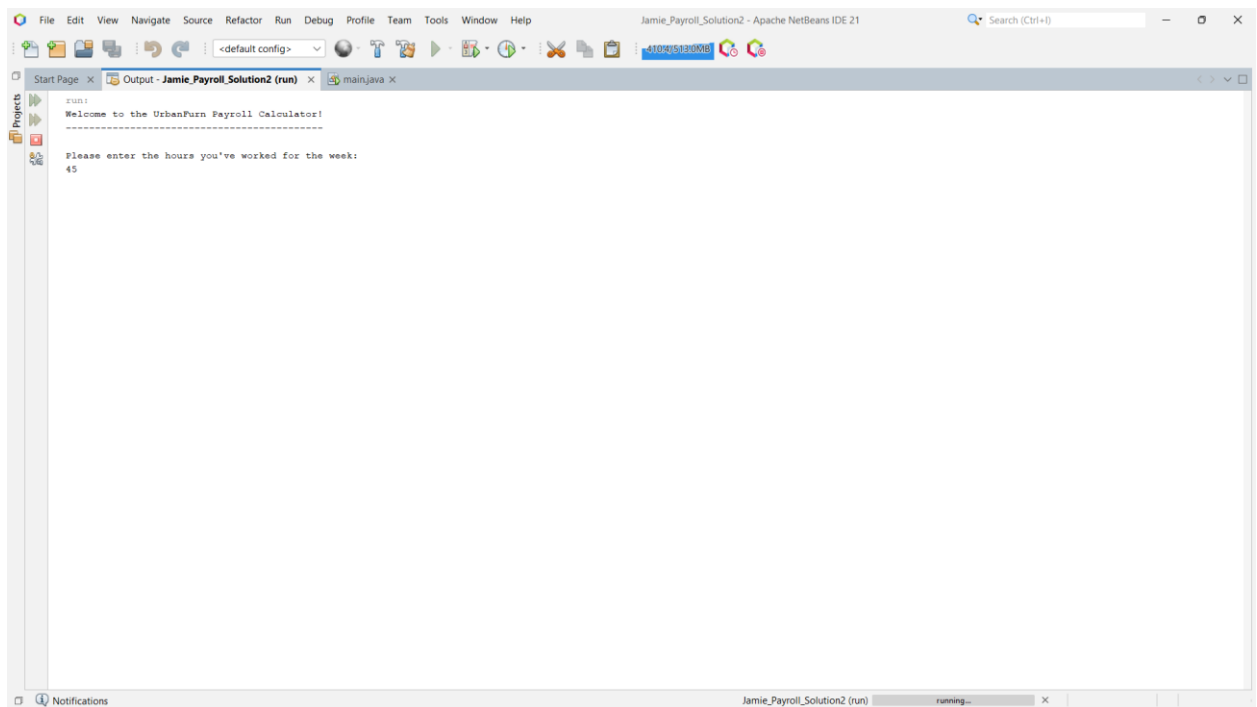 File Edit View Navigate Source Refactor Run Debug Profile Team Tools Window Help Jamie_Payroll_Solution2 - Apache NetBeans IDE 21 Search (Ctrl+I)
<default config>
Start Page Output - Jamie_Payroll_Solution2 (run) main.java
Projects
run:
Welcome to the UrbanFurn Payroll Calculator!
--------------------------------------------
Please enter the hours you've worked for the week:
45
Notifications Jamie_Payroll_Solution2 (run) running...